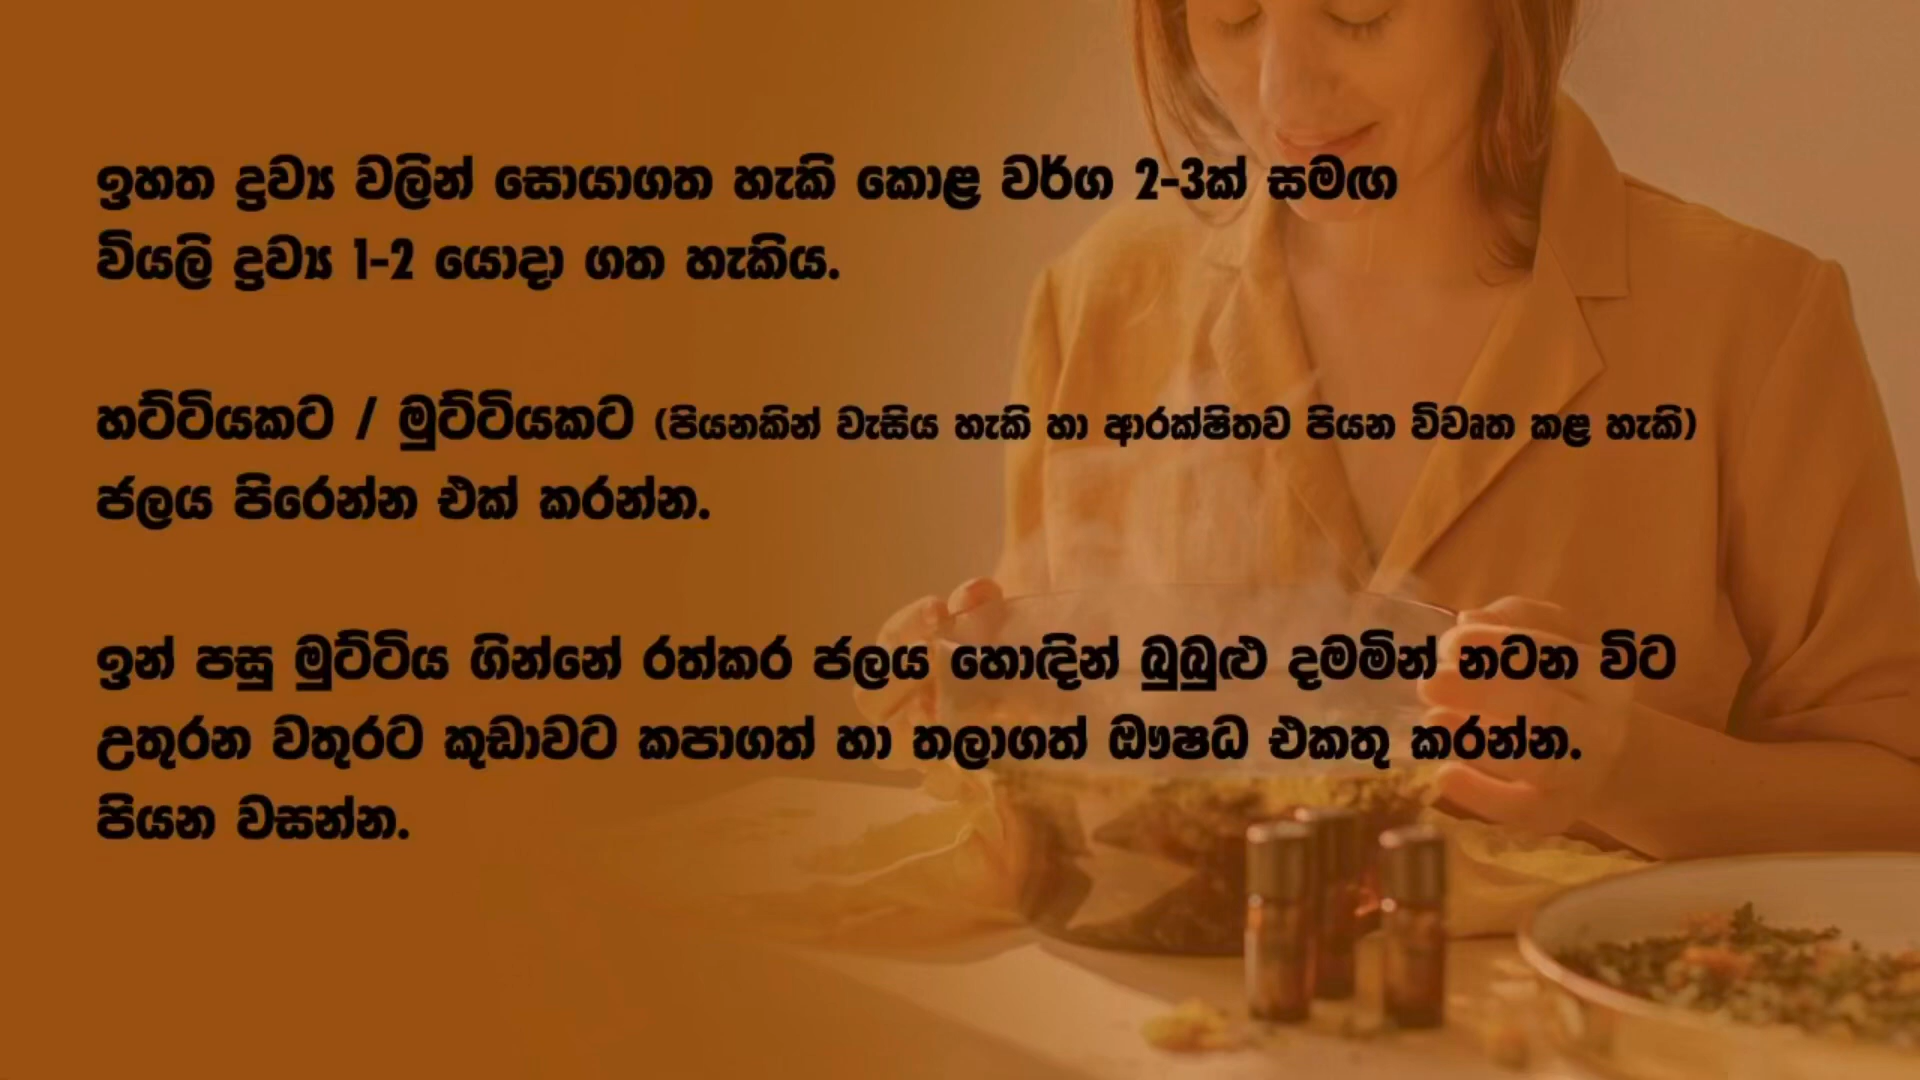 ඉහත ද්‍රව්‍ය වලින් සොයාගත හැකි කොළ වර්ග 2-3ක් සමඟ
වියලි ද්‍රව්‍ය 1-2 යොදා ගත හැකිය.
හට්ටියකට / මුට්ටියකට (පියනකින් වැසිය හැකි හා ආරක්ෂිතව පියන විවෘත කළ හැකි)
ජලය පිරෙන්න එක් කරන්න.
ඉන් පසු මුට්ටිය ගින්නේ රත්කර ජලය හොඳින් බුබුළු දමමින් නටන විට
උතුරන වතුරට කුඩාවට කපාගත් හා තලාගත් ඖෂධ එකතු කරන්න.
පියන වසන්න.